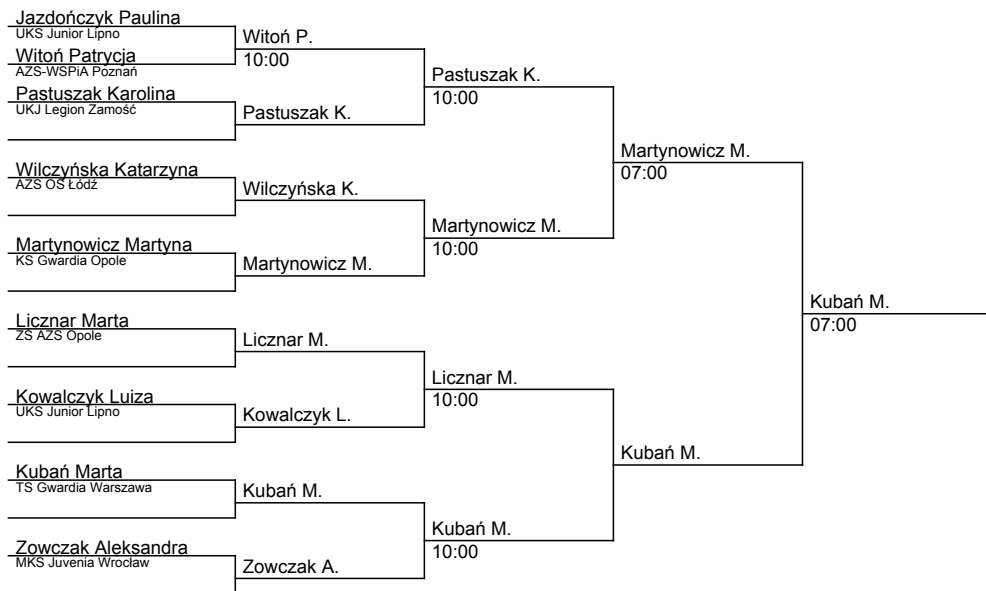 Jazdończyk Paulina
UKS Junior Lipno
Witoń P.
10:00
Witoń Patrycja
AZS-WSPiA Poznań
Pastuszak K.
10:00
Pastuszak Karolina
UKJ Legion Zamość
Pastuszak K.
Martynowicz M.
07:00
Wilczyńska Katarzyna
AZS OŚ Łódź
Wilczyńska K.
Martynowicz M.
10:00
Martynowicz Martyna
KS Gwardia Opole
Martynowicz M.
Kubań M.
07:00
Licznar Marta
ZS AZS Opole
Licznar M.
Licznar M.
10:00
Kowalczyk Luiza
UKS Junior Lipno
Kowalczyk L.
Kubań M.
Kubań Marta
TS Gwardia Warszawa
Kubań M.
Kubań M.
10:00
Zowczak Aleksandra
MKS Juvenia Wrocław
Zowczak A.